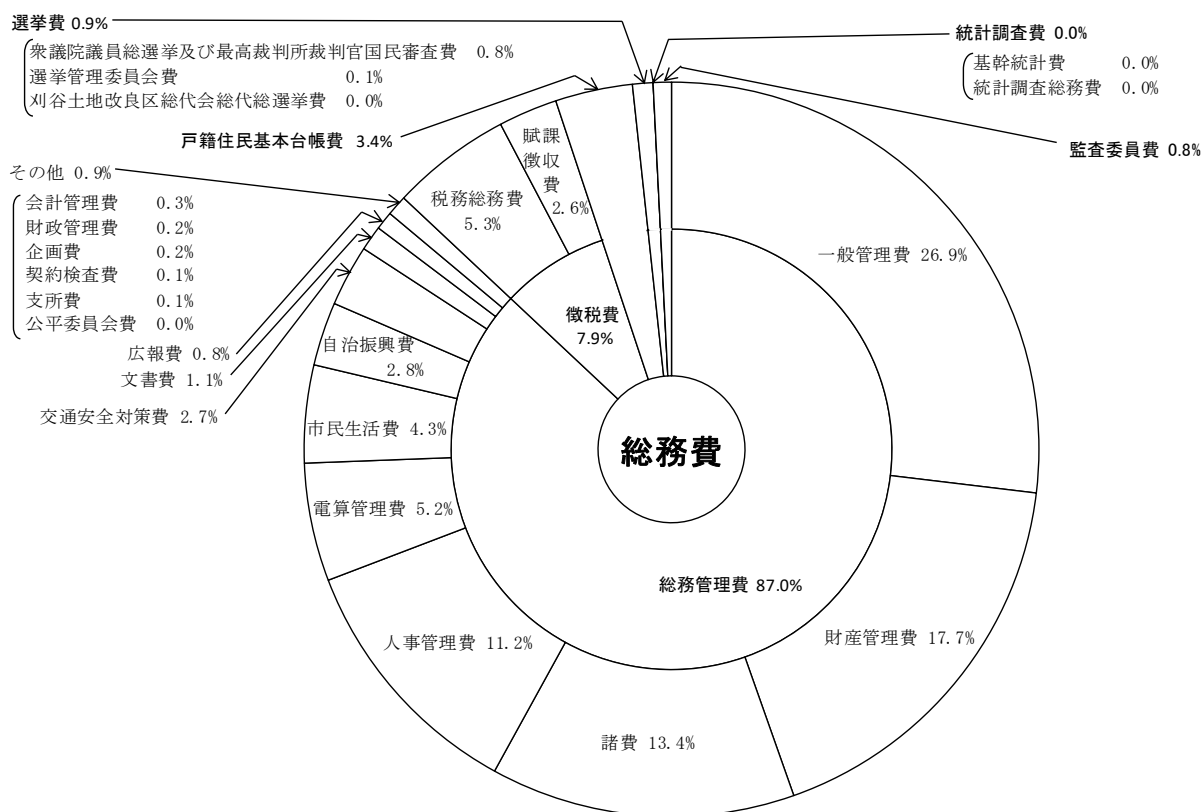 選挙費 0.9%
衆議院議員総選挙及び最高裁判所裁判官国民審査費 0.8%
選挙管理委員会費 0.1%
刈谷土地改良区総代会総代総選挙費 0.0%
統計調査費 0.0%
基幹統計費 0.0%
統計調査総務費 0.0%
戸籍住民基本台帳費 3.4%
監査委員費 0.8%
その他 0.9%
会計管理費 0.3%
財政管理費 0.2%
企画費 0.2%
契約検査費 0.1%
支所費 0.1%
公平委員会費 0.0%
広報費 0.8%
文書費 1.1%
交通安全対策費 2.7%
税務総務費
5.3%
賦課
徴収
費
2.6%
一般管理費 26.9%
徴税費
7.9%
自治振興費
2.8%
市民生活費 4.3%
総務費
電算管理費 5.2%
総務管理費 87.0%
人事管理費 11.2%
財産管理費 17.7%
諸費 13.4%